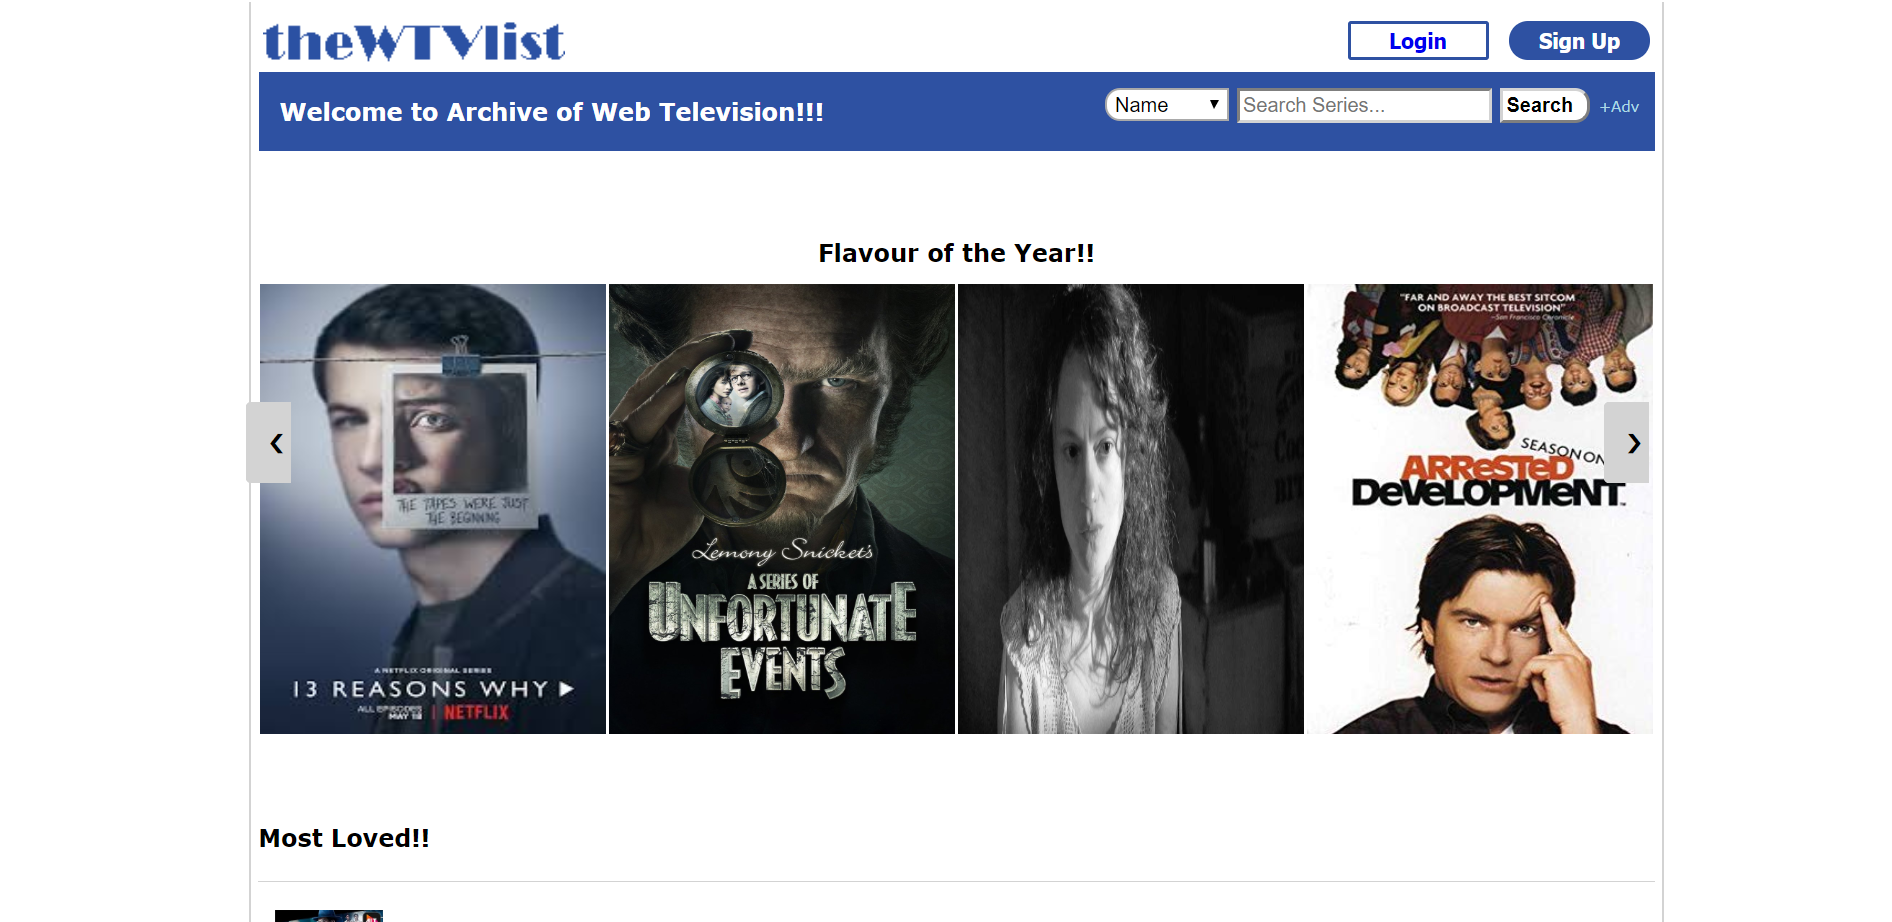 theWTVlist
Login
Sign Up
Welcome to Archive of Web Television!!!
Name
Search Series...
Search
+Adv
Flavour of the Year!!
THE TAPES WERE JUST
THE BEGINNING
A NETFLIX ORIGINAL SERIES
13 REASONS WHY
ALL EPISODES
MAY 18
NETFLIX
Lemony Snicket's
A SERIES OF
UNFORTUNATE
EVENTS
"FAR AND AWAY THE BEST SITCOM
ON BROADCAST TELEVISION"
–San Francisco Chronicle
SEASON ON
ARReSTeD
DeVeLOPMeNT
Most Loved!!